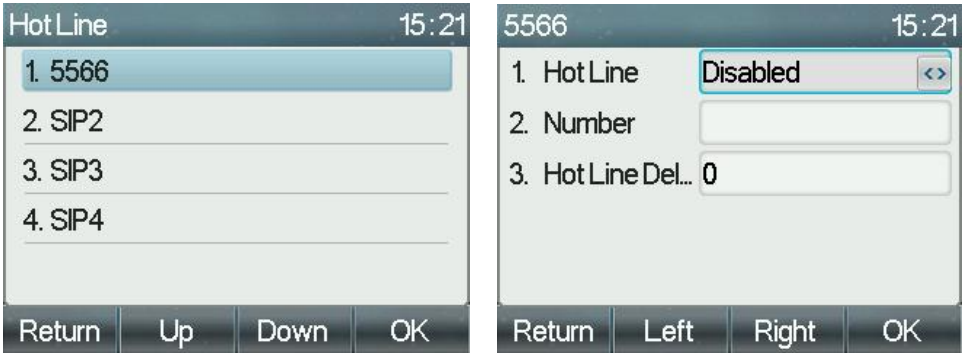 Hot Line 15:21
1. 5566
2. SIP2
3. SIP3
4. SIP4
Return Up Down OK
5566 15:21
1. Hot Line Disabled <>
2. Number
3. Hot Line Del... 0
Return Left Right OK